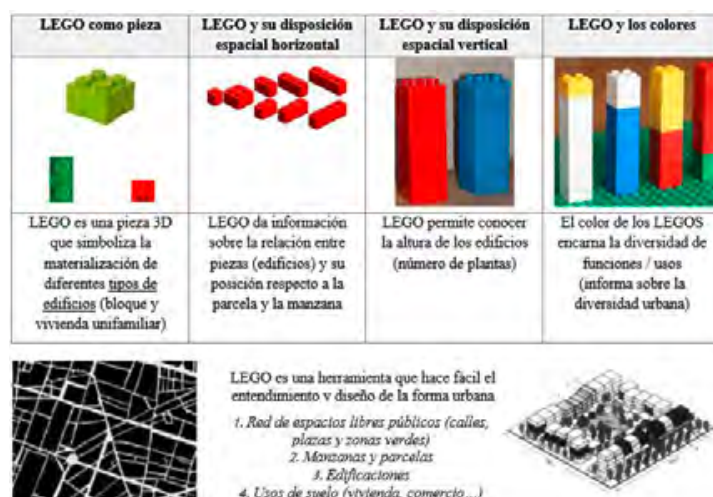 LEGO como pieza
LEGO y su disposición
espacial horizontal
LEGO y su disposición
espacial vertical
LEGO y los colores
LEGO es una pieza 3D
que simboliza la
materialización de
diferentes tipos de
edificios (bloque y
vivienda unifamiliar)
LEGO da información
sobre la relación entre
piezas (edificios) y su
posición respecto a la
parcela y la manzana
LEGO permite conocer
la altura de los edificios
(número de plantas)
El color de los LEGOS
encarna la diversidad de
funciones / usos
(informa sobre la
diversidad urbana)
LEGO es una herramienta que hace fácil el
entendimiento y diseño de la forma urbana
1. Red de espacios libres públicos (calles,
plazas y zonas verdes)
2. Manzanas y parcelas
3. Edificaciones
4. Usos de suelo (vivienda, comercio…)